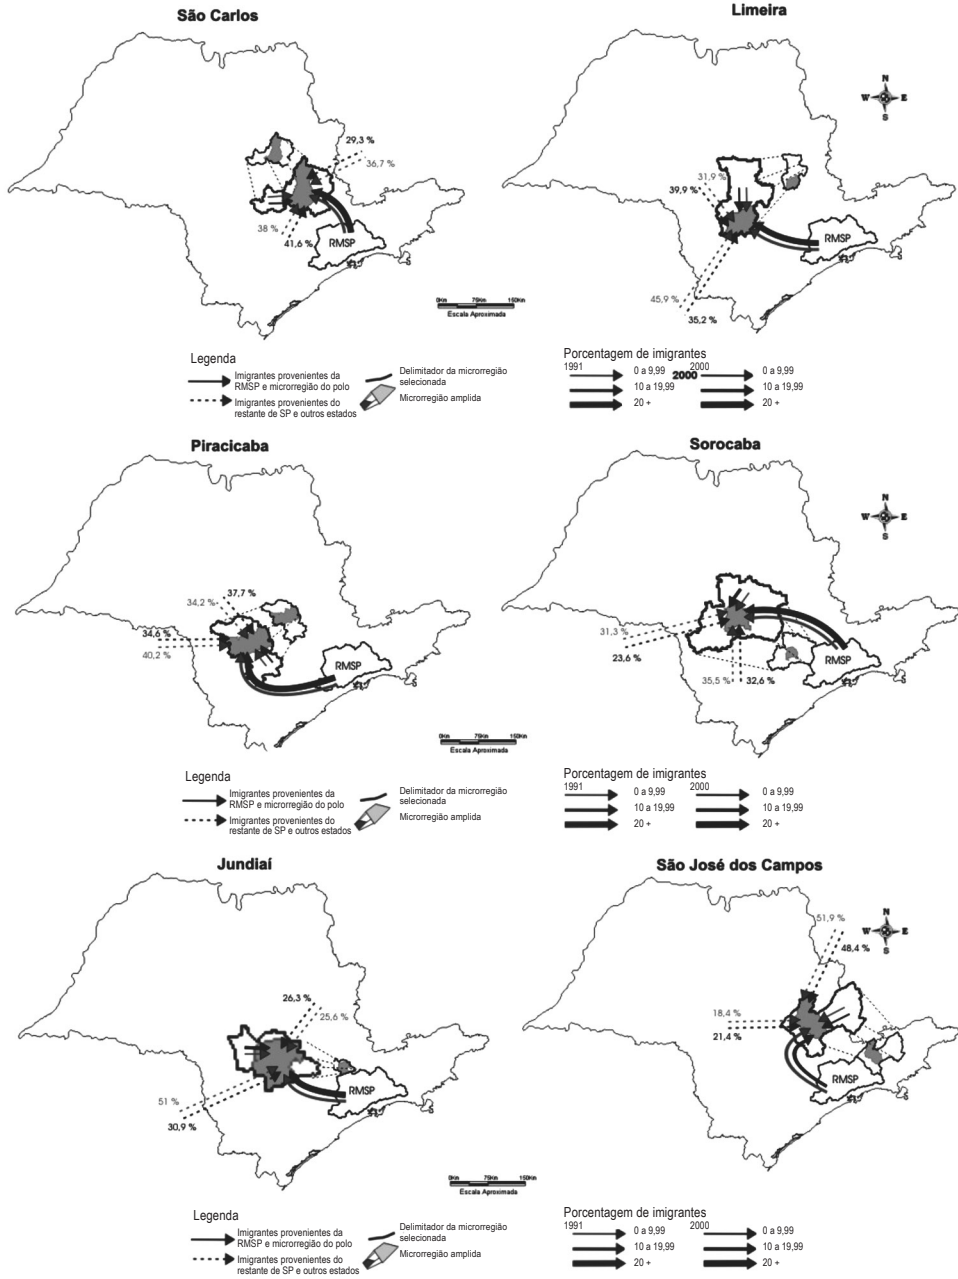 São Carlos
Limeira
N
W E
S
29,3 %
36,7 %
38 %
41,6 %
RMSP
31,9 %
39,9 %
RMSP
45,9 %
35,2 %
0Km 75Km 150Km
Escala Aproximada
Legenda
Imigrantes provenientes da
RMSP e microrregião do polo
Imigrantes provenientes do
restante de SP e outros estados
Delimitador da microrregião
selecionada
Microrregião amplida
Porcentagem de imigrantes
1991 2000 2000
0 a 9,99 0 a 9,99
10 a 19,99 10 a 19,99
20 + 20 +
Piracicaba
Sorocaba
N
W E
S
37,7 %
34,2 %
34,6 %
40,2 %
RMSP
31,3 %
23,6 %
35,5 %
32,6 %
RMSP
0Km 75Km 150Km
Escala Aproximada
Legenda
Imigrantes provenientes da
RMSP e microrregião do polo
Imigrantes provenientes do
restante de SP e outros estados
Delimitador da microrregião
selecionada
Microrregião amplida
Porcentagem de imigrantes
1991 2000
0 a 9,99 0 a 9,99
10 a 19,99 10 a 19,99
20 + 20 +
Jundiaí
São José dos Campos
N
W E
S
26,3 %
25,6 %
51 %
30,9 %
RMSP
51,9 %
48,4 %
18,4 %
21,4 %
RMSP
0Km 75Km 150Km
Escala Aproximada
Legenda
Imigrantes provenientes da
RMSP e microrregião do polo
Imigrantes provenientes do
restante de SP e outros estados
Delimitador da microrregião
selecionada
Microrregião amplida
Porcentagem de imigrantes
1991 2000
0 a 9,99 0 a 9,99
10 a 19,99 10 a 19,99
20 + 20 +